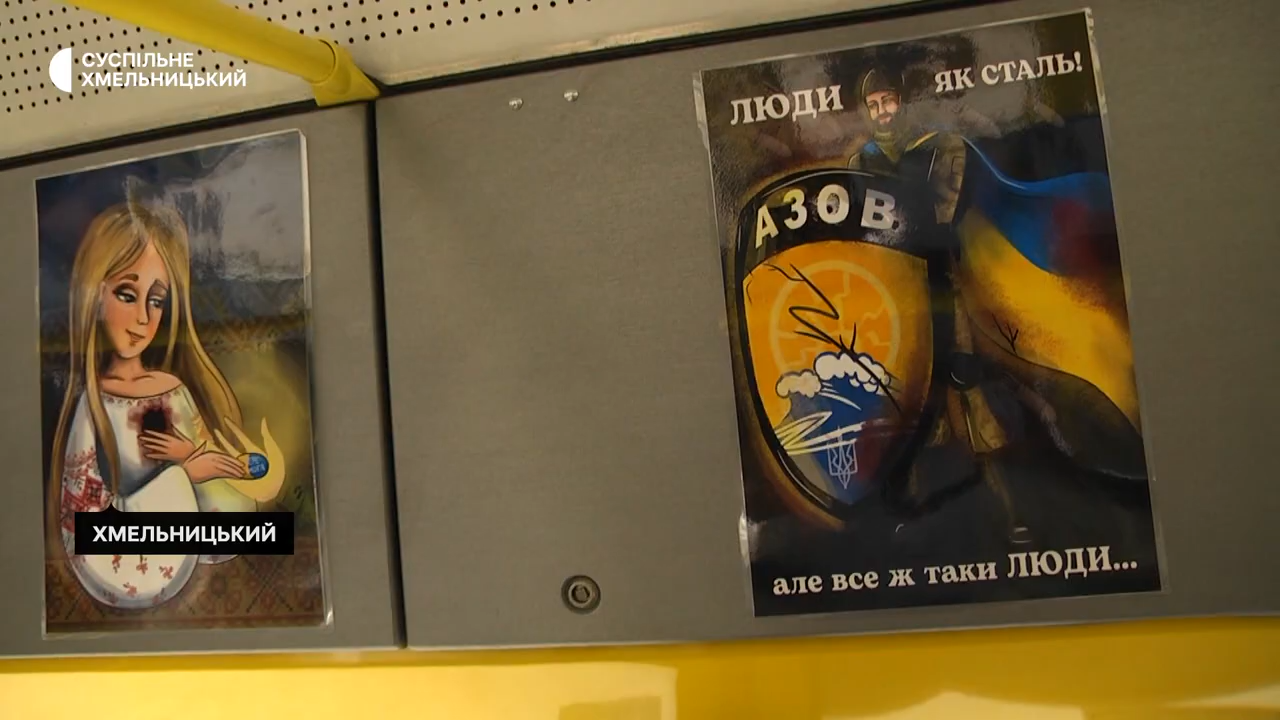 СУСПІЛЬНЕ
ХМЕЛЬНИЦЬКИЙ
ЛЮДИ ЯК СТАЛЬ!
АЗОВ
ХМЕЛЬНИЦЬКИЙ
але все ж таки ЛЮДИ...